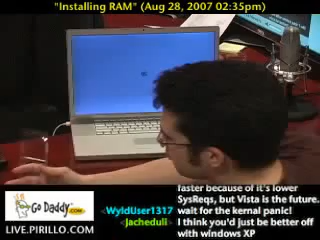 "Installing RAM" (Aug 28, 2007 02:35pm)
Go Daddy.com
LIVE.PIRILLO.COM
<WyldUser1317
<Jachedull>
faster because of it's lower
SysReqs, but Vista is the future.
wait for the kernal panic!
I think you'd just be better off
with windows XP